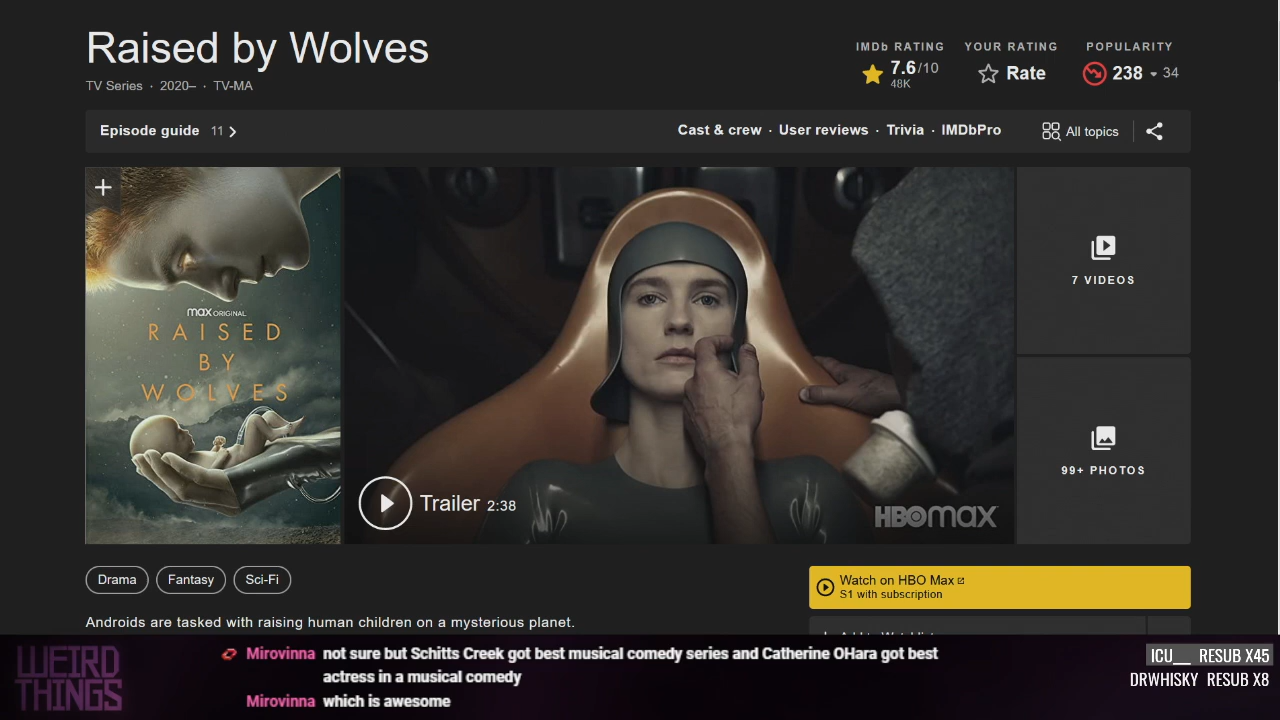 Raised by Wolves
TV Series · 2020– · TV-MA
IMDb RATING
7.6/10
48K
YOUR RATING
Rate
POPULARITY
238 34
Episode guide 11
Cast & crew · User reviews · Trivia · IMDbPro
All topics
max ORIGINAL
RAISED
BY
WOLVES
Trailer 2:38
HBOmax
7 VIDEOS
99+ PHOTOS
Drama
Fantasy
Sci-Fi
Watch on HBO Max
S1 with subscription
Androids are tasked with raising human children on a mysterious planet.
WEIRD
THINGS
Mirovinna not sure but Schitts Creek got best musical comedy series and Catherine OHara got best
actress in a musical comedy
Mirovinna which is awesome
ICU__ RESUB X45
DRWHISKY RESUB X8